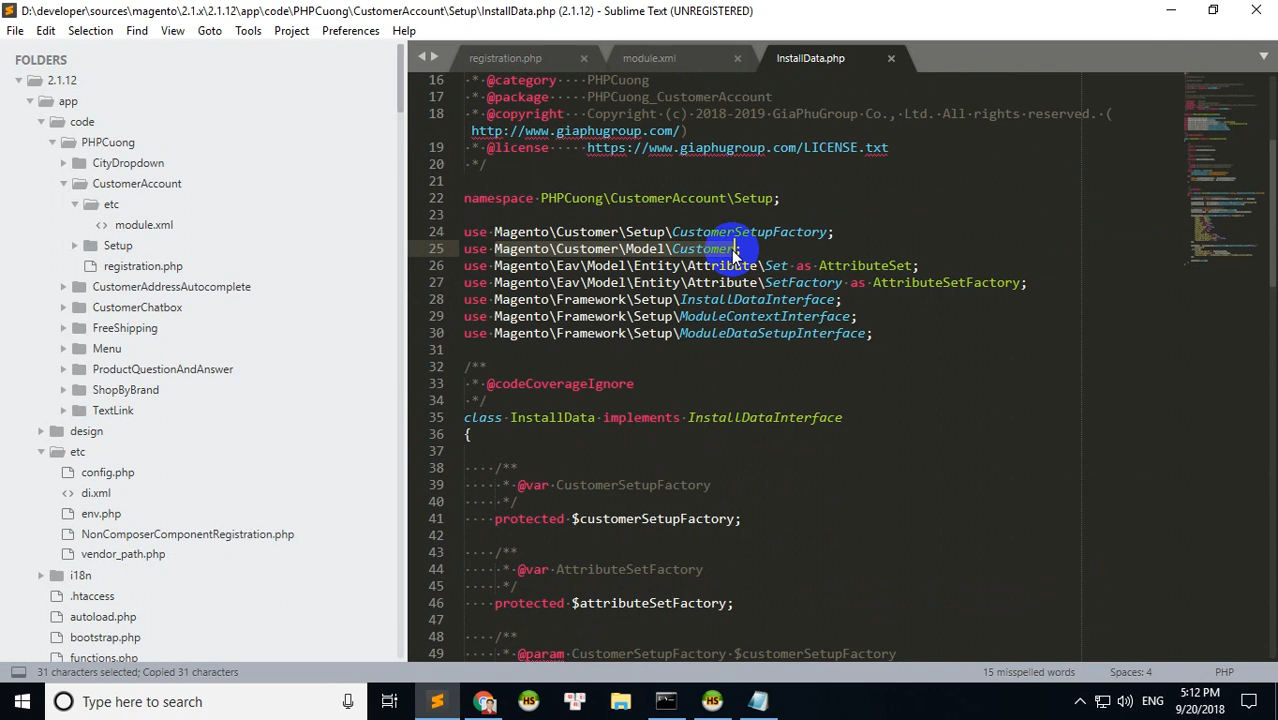 D:\developer\sources\magento\2.1.x\2.1.12\app\code\PHPCuong\CustomerAccount\Setup\InstallData.php (2.1.12) - Sublime Text (UNREGISTERED)
File Edit Selection Find View Goto Tools Project Preferences Help
FOLDERS
2.1.12
app
code
PHPCuong
CityDropdown
CustomerAccount
etc
module.xml
Setup
registration.php
CustomerAddressAutocomplete
CustomerChatbox
FreeShipping
Menu
ProductQuestionAndAnswer
ShopByBrand
TextLink
design
etc
config.php
di.xml
env.php
NonComposerComponentRegistration.php
vendor_path.php
i18n
.htaccess
autoload.php
bootstrap.php
functions.php
registration.php module.xml InstallData.php
16 * @category PHPCuong
17 * @package PHPCuong_CustomerAccount
18 * @copyright Copyright (c) 2018-2019 GiaPhuGroup Co., Ltd. All rights reserved. (
http://www.giaphugroup.com/)
19 * @license https://www.giaphugroup.com/LICENSE.txt
20 */
21
22 namespace PHPCuong\CustomerAccount\Setup;
23
24 use Magento\Customer\Setup\CustomerSetupFactory;
25 use Magento\Customer\Model\Customer;
26 use Magento\Eav\Model\Entity\Attribute\Set as AttributeSet;
27 use Magento\Eav\Model\Entity\Attribute\SetFactory as AttributeSetFactory;
28 use Magento\Framework\Setup\InstallDataInterface;
29 use Magento\Framework\Setup\ModuleContextInterface;
30 use Magento\Framework\Setup\ModuleDataSetupInterface;
31
32 /**
33 * @codeCoverageIgnore
34 */
35 class InstallData implements InstallDataInterface
36 {
37
38 /**
39 * @var CustomerSetupFactory
40 */
41 protected $customerSetupFactory;
42
43 /**
44 * @var AttributeSetFactory
45 */
46 protected $attributeSetFactory;
47
48 /**
49 * @param CustomerSetupFactory $customerSetupFactory
31 characters selected; Copied 31 characters 15 misspelled words Spaces: 4 PHP
Type here to search
ENG
5:12 PM
9/20/2018